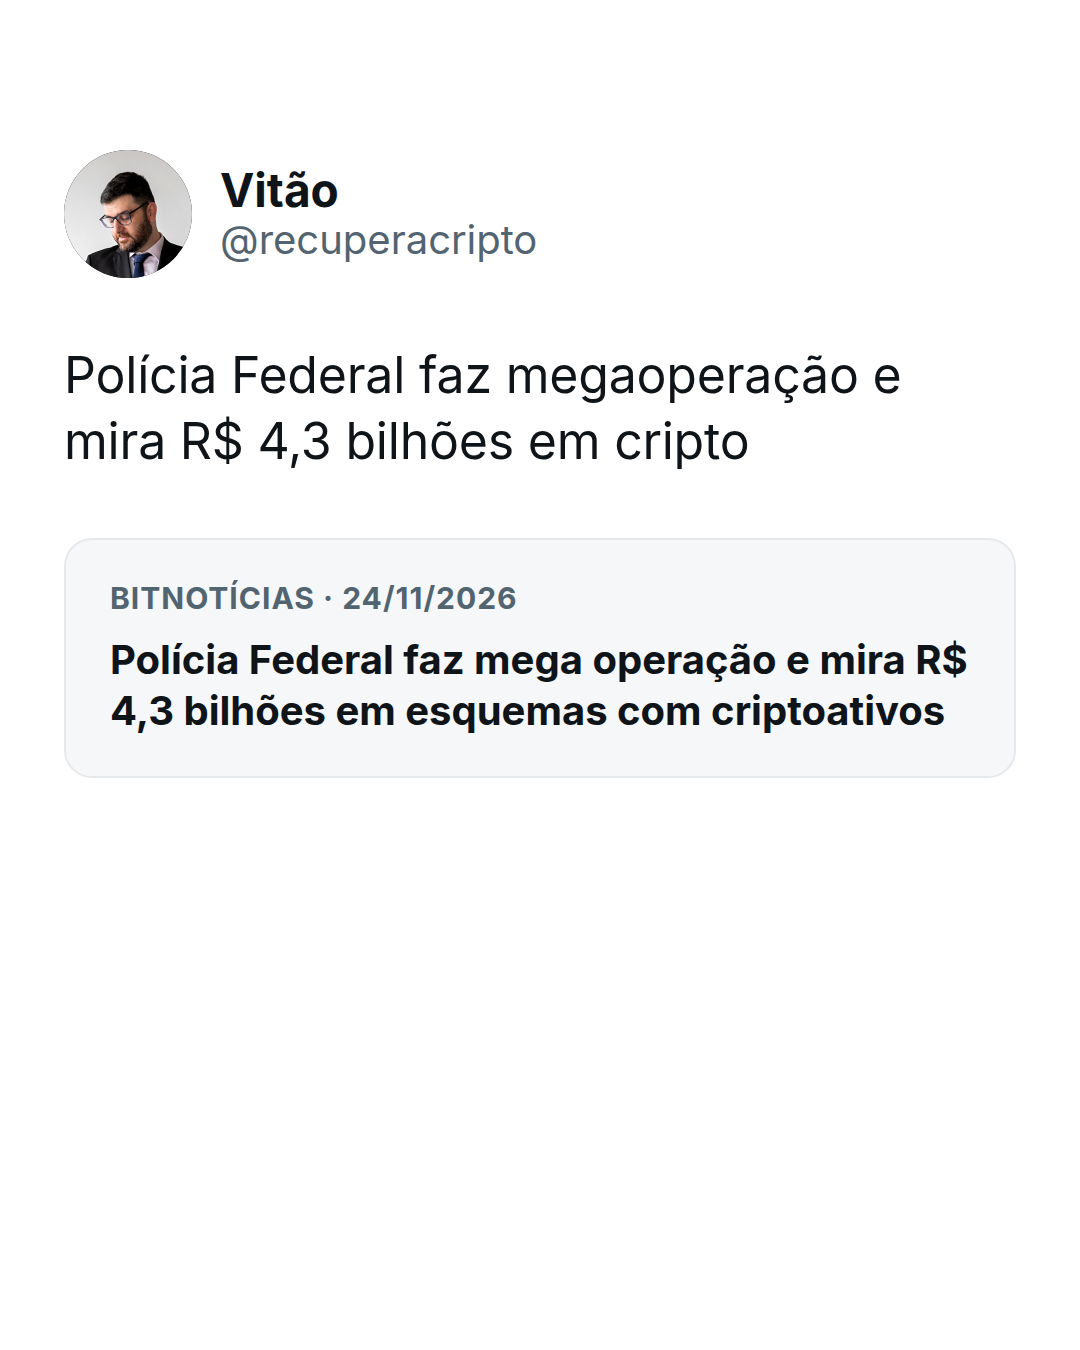 Vitão
@recuperacripto
Polícia Federal faz megaoperação e
mira R$ 4,3 bilhões em cripto
BITNOTÍCIAS · 24/11/2026
Polícia Federal faz mega operação e mira R$
4,3 bilhões em esquemas com criptoativos